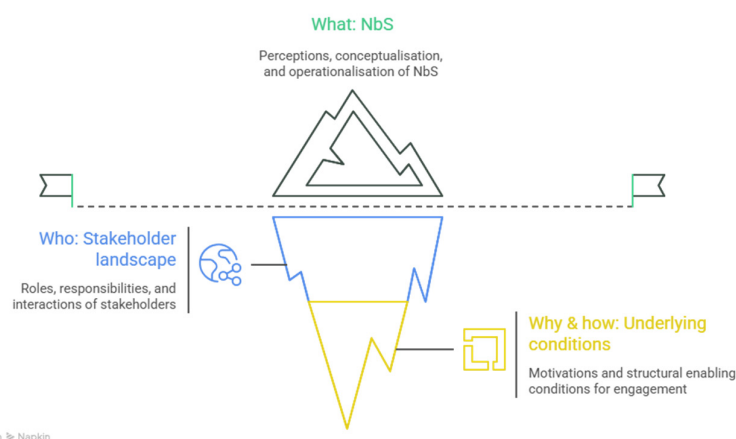 What: NbS
Perceptions, conceptualisation,
and operationalisation of NbS
Who: Stakeholder
landscape
Roles, responsibilities, and
interactions of stakeholders
Why & how: Underlying
conditions
Motivations and structural enabling
conditions for engagement
Napkin